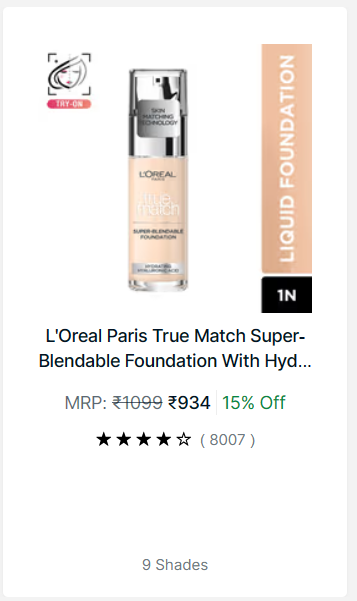 TRY-ON
SKIN
MATCHING
TECHNOLOGY
L'ORÉAL
PARIS
true
match
SUPER-BLENDABLE
FOUNDATION
HYDRATING
HYALURONIC ACID
LIQUID FOUNDATION
1N
L'Oreal Paris True Match Super-
Blendable Foundation With Hyd...
MRP: ₹1099 ₹934 15% Off
★★★★☆ ( 8007 )
9 Shades